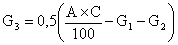 G₃ = 0,5(A×C/100 − G₁ − G₂)